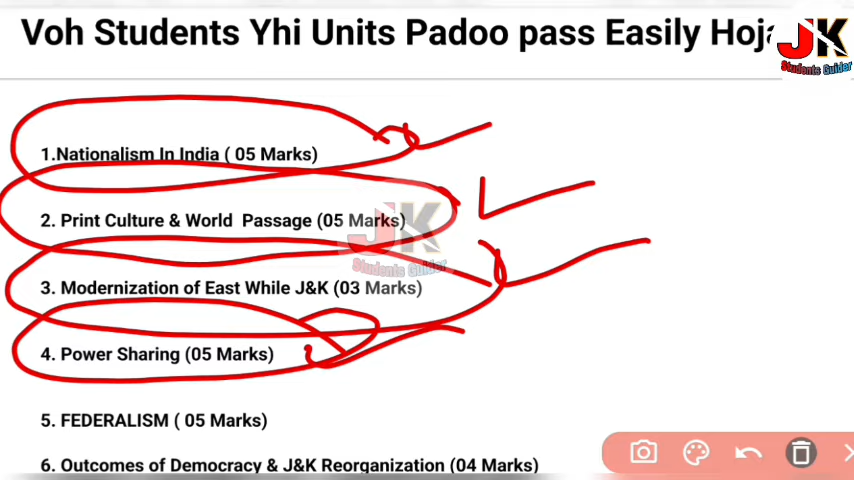 Voh Students Yhi Units Padoo pass Easily Hoja
JK
Students Guider
1.Nationalism In India ( 05 Marks)
2. Print Culture & World Passage (05 Marks)
JK
Students Guider
3. Modernization of East While J&K (03 Marks)
4. Power Sharing (05 Marks)
5. FEDERALISM ( 05 Marks)
6. Outcomes of Democracy & J&K Reorganization (04 Marks)